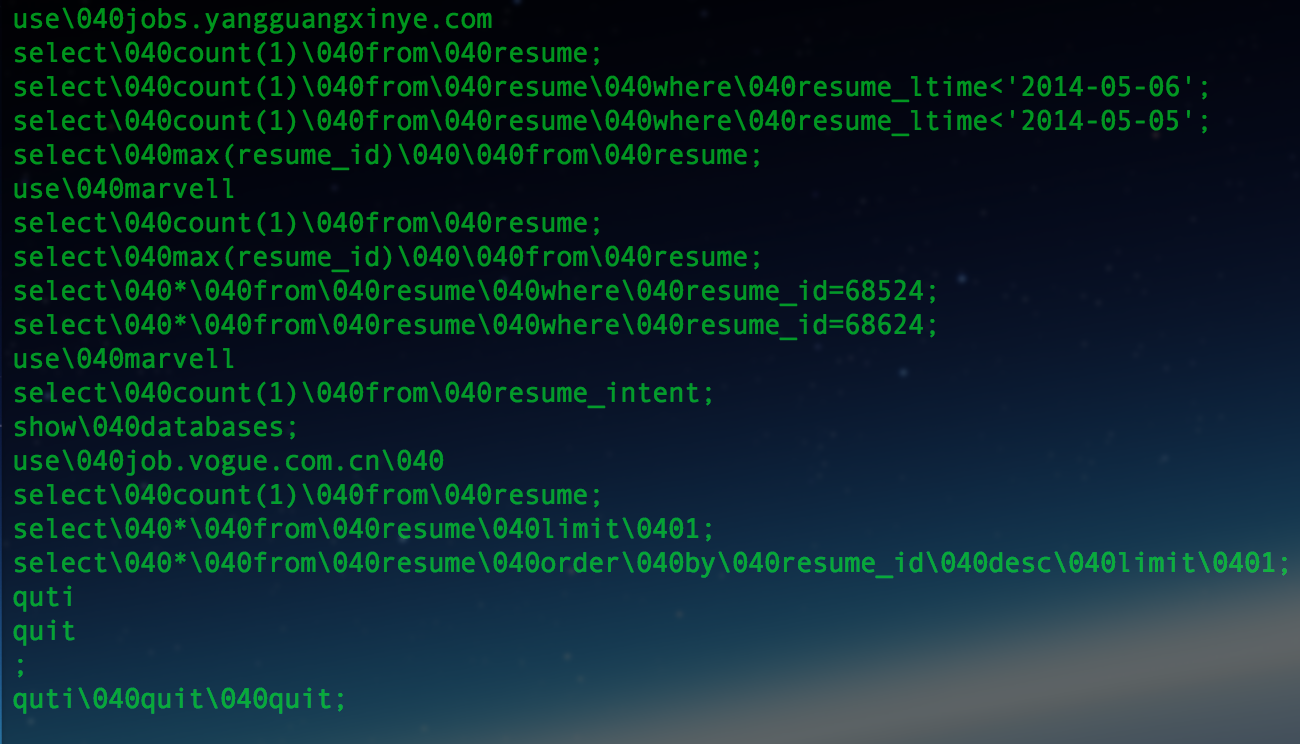 use\040jobs.yangguangxinye.com
select\040count(1)\040from\040resume;
select\040count(1)\040from\040resume\040where\040resume_ltime<'2014-05-06';
select\040count(1)\040from\040resume\040where\040resume_ltime<'2014-05-05';
select\040max(resume_id)\040\040from\040resume;
use\040marvell
select\040count(1)\040from\040resume;
select\040max(resume_id)\040\040from\040resume;
select\040*\040from\040resume\040where\040resume_id=68524;
select\040*\040from\040resume\040where\040resume_id=68624;
use\040marvell
select\040count(1)\040from\040resume_intent;
show\040databases;
use\040job.vogue.com.cn\040
select\040count(1)\040from\040resume;
select\040*\040from\040resume\040limit\0401;
select\040*\040from\040resume\040order\040by\040resume_id\040desc\040limit\0401;
quti
quit
;
quti\040quit\040quit;